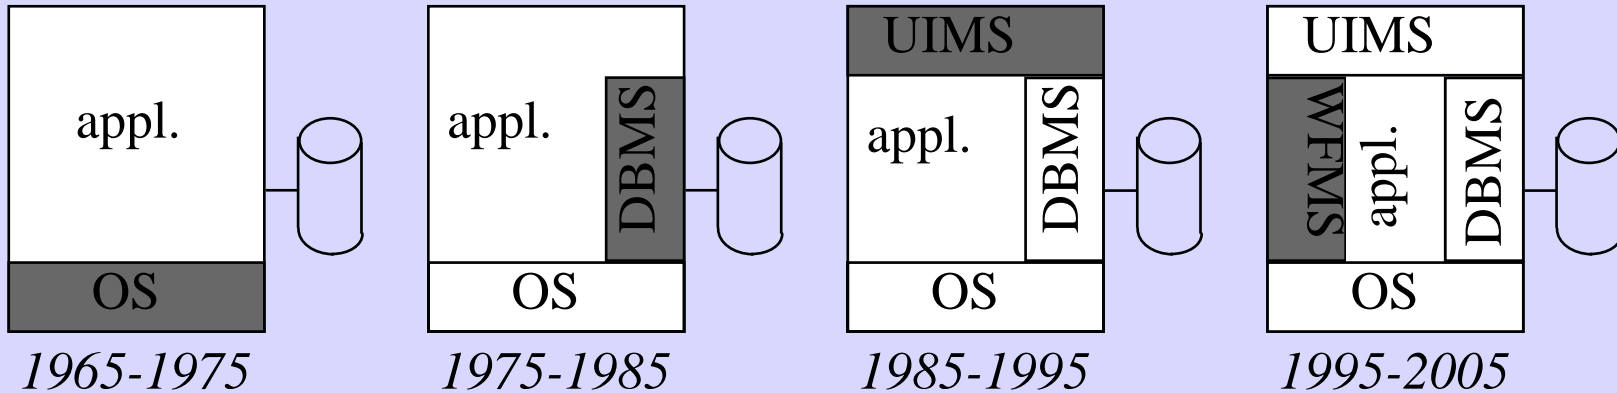 appl.
OS
1965-1975
appl.
DBMS
OS
1975-1985
UIMS
appl.
DBMS
OS
1985-1995
UIMS
WFMS
appl.
DBMS
OS
1995-2005